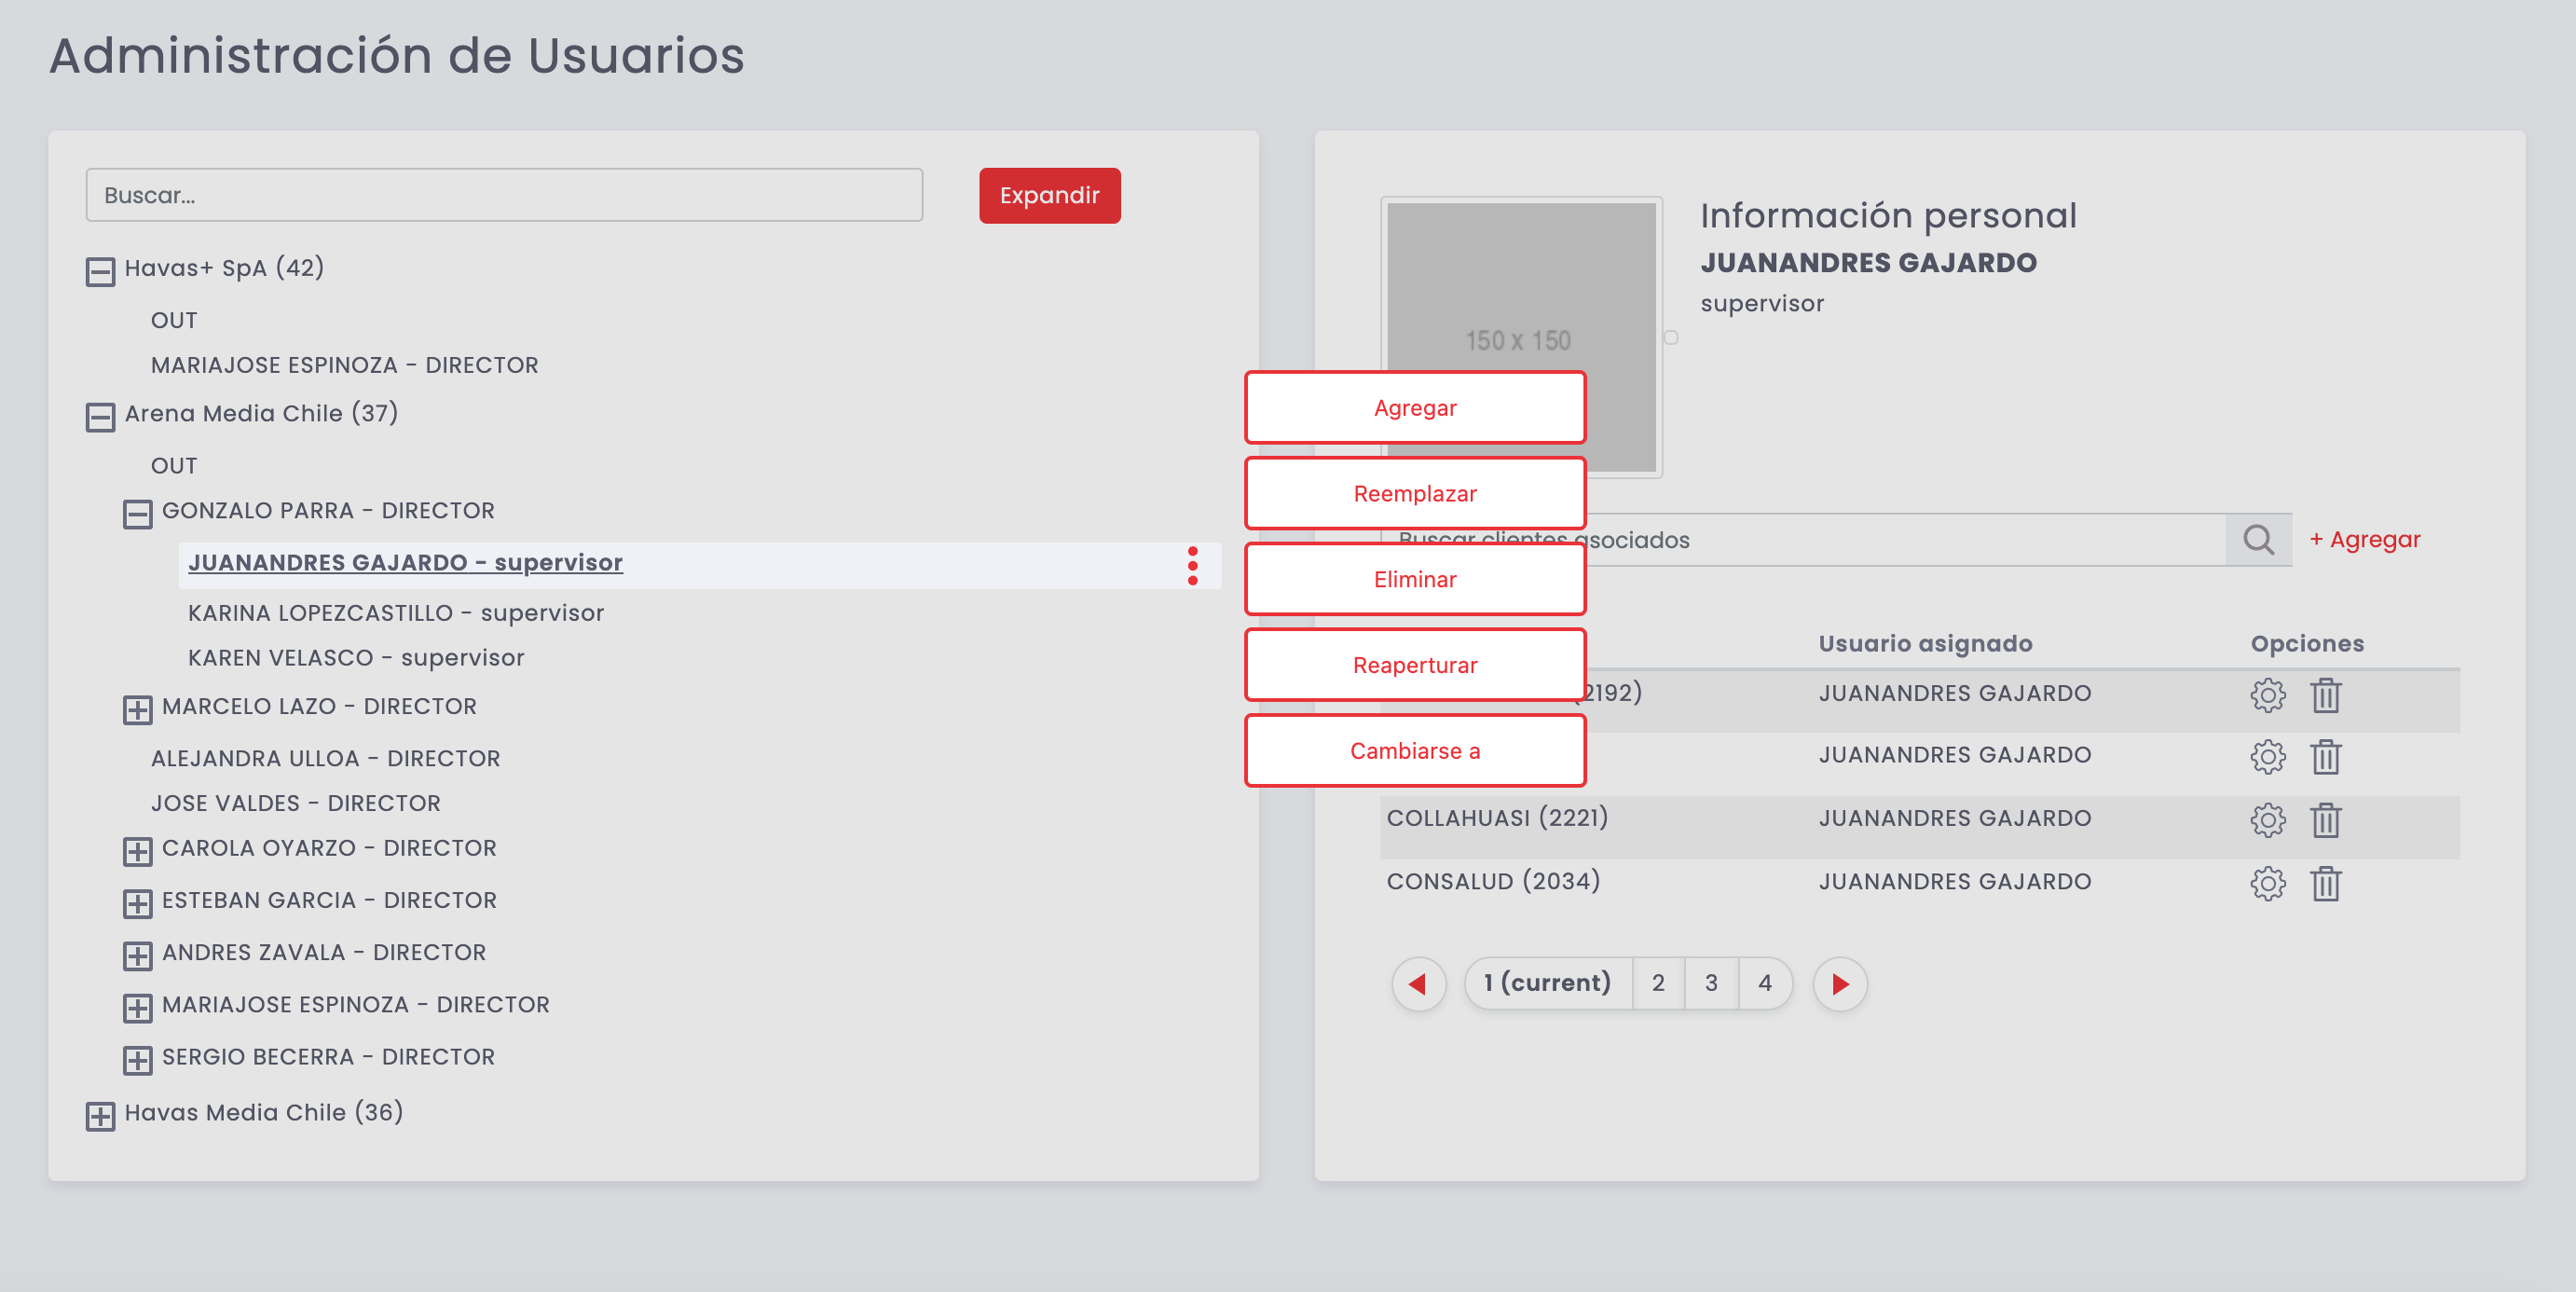 Administración de Usuarios
Buscar...
Expandir
Havas+ SpA (42)
OUT
MARIAJOSE ESPINOZA - DIRECTOR
Arena Media Chile (37)
OUT
GONZALO PARRA - DIRECTOR
JUANANDRES GAJARDO - supervisor
KARINA LOPEZCASTILLO - supervisor
KAREN VELASCO - supervisor
MARCELO LAZO - DIRECTOR
ALEJANDRA ULLOA - DIRECTOR
JOSE VALDES - DIRECTOR
CAROLA OYARZO - DIRECTOR
ESTEBAN GARCIA - DIRECTOR
ANDRES ZAVALA - DIRECTOR
MARIAJOSE ESPINOZA - DIRECTOR
SERGIO BECERRA - DIRECTOR
Havas Media Chile (36)
Agregar
Reemplazar
Eliminar
Reaperturar
Cambiarse a
150 x 150
Información personal
JUANANDRES GAJARDO
supervisor
Buscar clientes asociados
+ Agregar
Usuario asignado Opciones
(2192) JUANANDRES GAJARDO
JUANANDRES GAJARDO
COLLAHUASI (2221) JUANANDRES GAJARDO
CONSALUD (2034) JUANANDRES GAJARDO
1 (current) 2 3 4